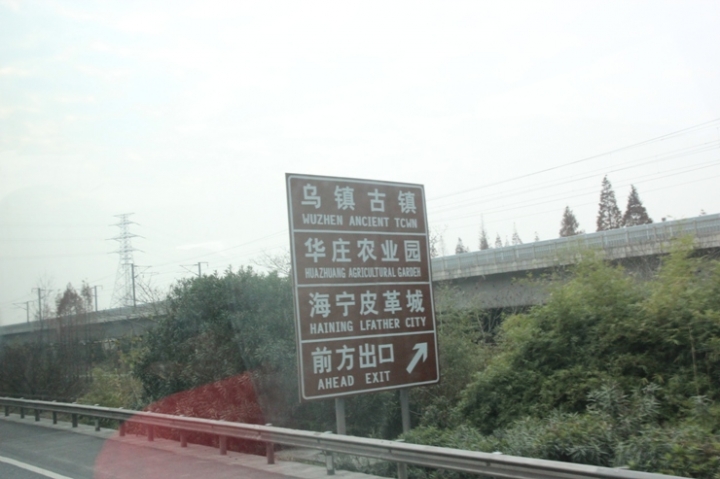 乌镇古镇
WUZHEN ANCIENT TCWN
华庄农业园
HUAZHUANG AGRICULTURAL GARDEN
海宁皮革城
HAINING LFATHER CITY
前方出口
AHEAD EXIT